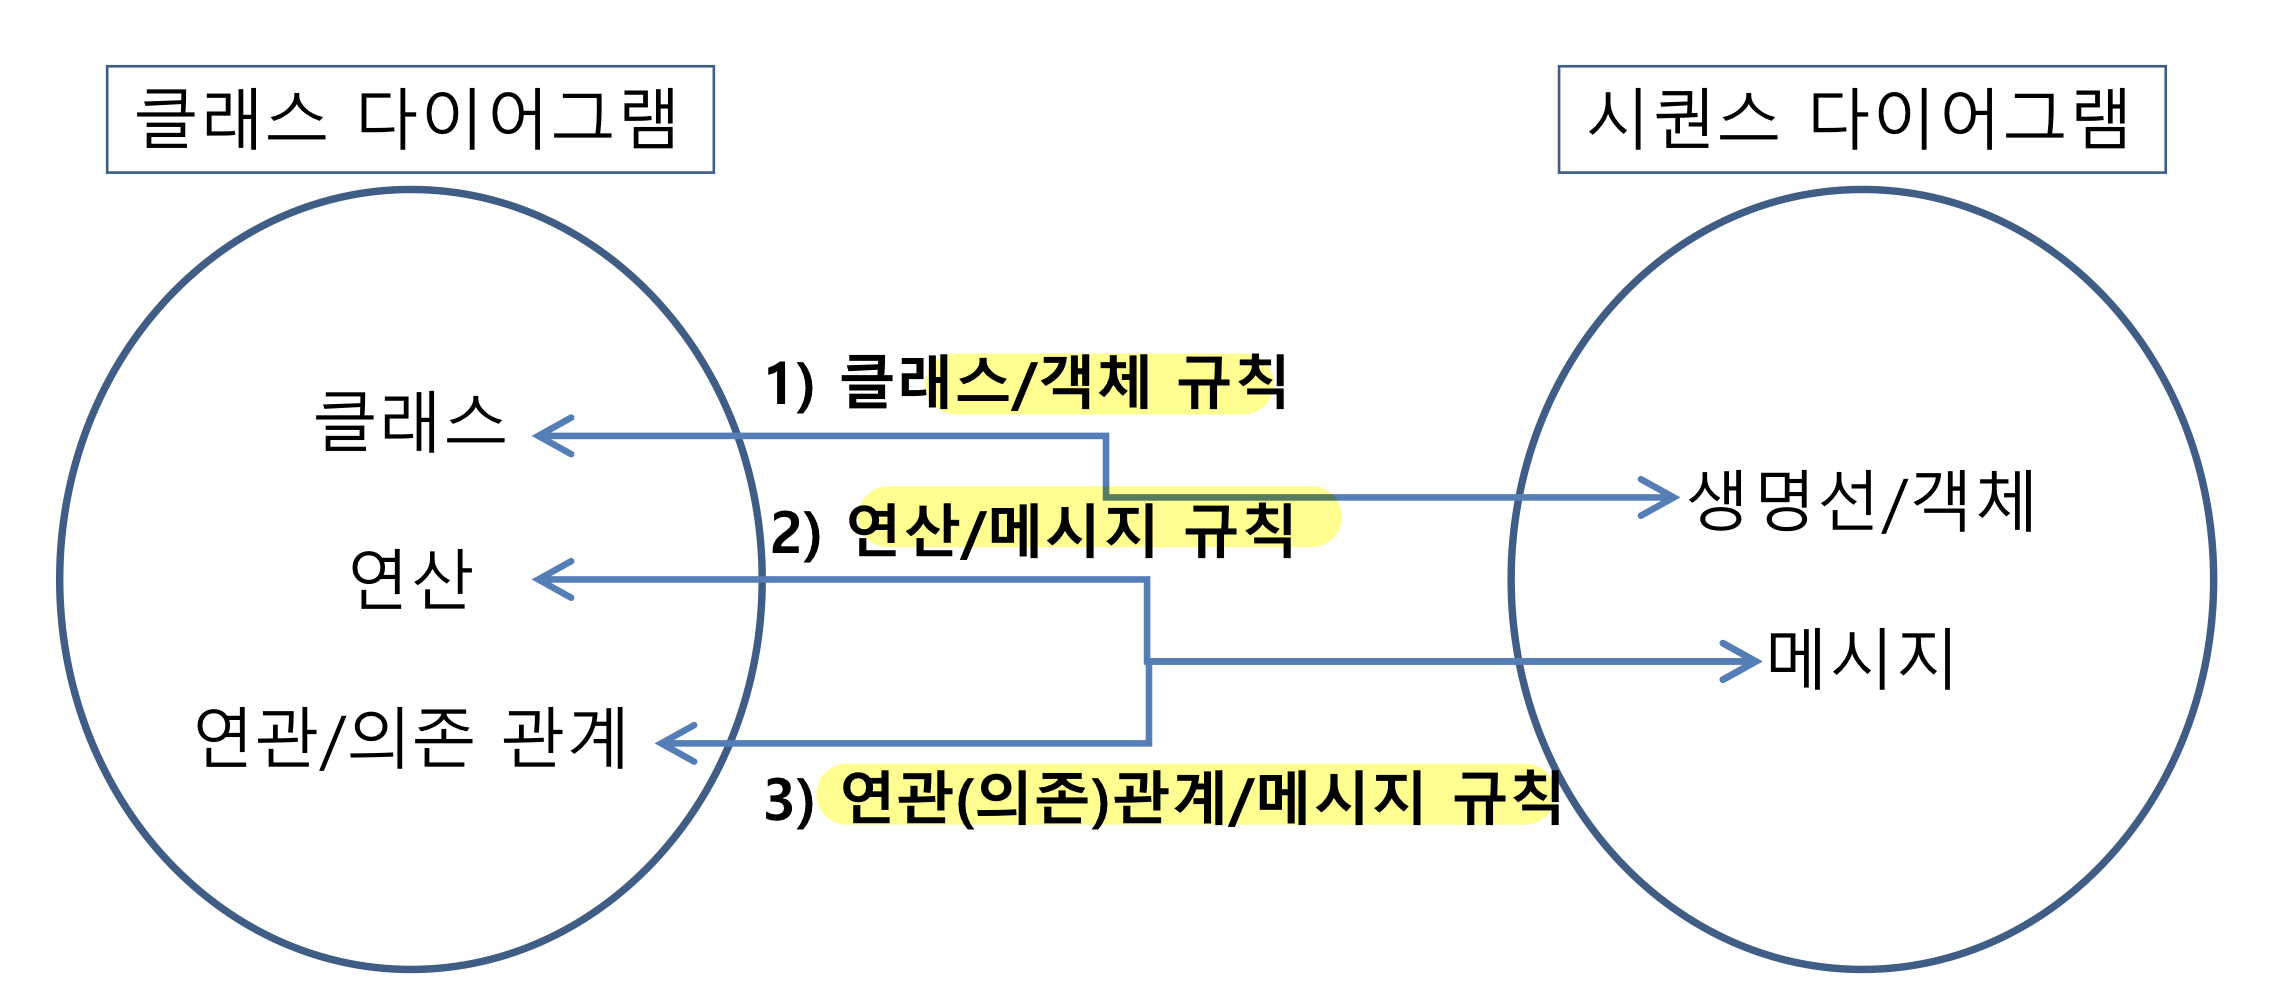 클래스 다이어그램
시퀀스 다이어그램
1) 클래스/객체 규칙
클래스
생명선/객체
2) 연산/메시지 규칙
연산
메시지
연관/의존 관계
3) 연관(의존)관계/메시지 규칙